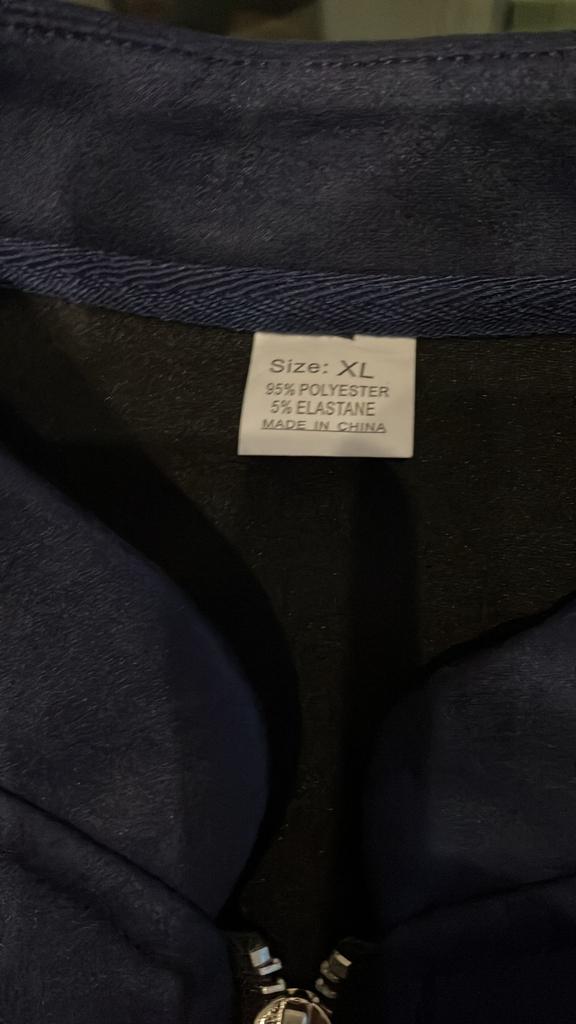 Size: XL
95% POLYESTER
5% ELASTANE
MADE IN CHINA